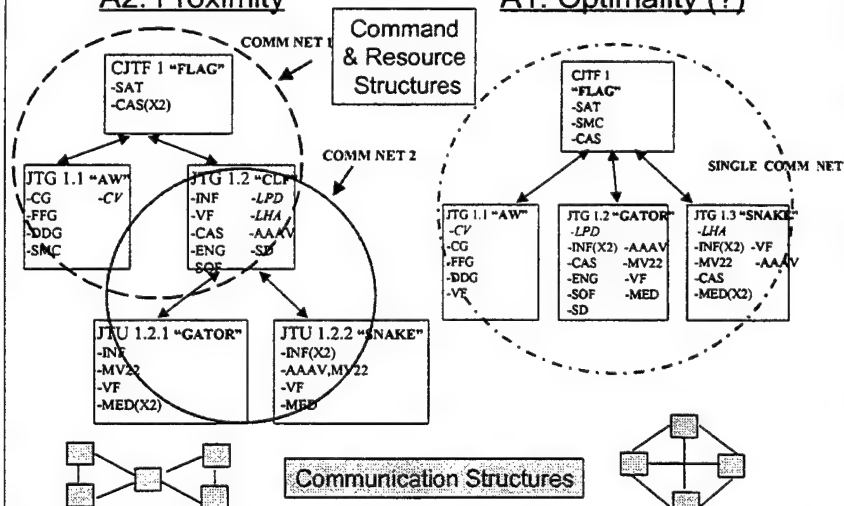 A2: Proximity
A1: Optimality (?)
Command
& Resource
Structures
COMM NET 1
CJTF 1 "FLAG"
-SAT
-CAS(X2)
COMM NET 2
JTG 1.1 "AW"
-CG -CV
-FFG
-DDG
-SMC
JTG 1.2 "CLF"
-INF -LPD
-VF -LHA
-CAS -AAAV
-ENG -SD
-SOF
JTU 1.2.1 "GATOR"
-INF
-MV22
-VF
-MED(X2)
JTU 1.2.2 "SNAKE"
-INF(X2)
-AAAV,MV22
-VF
-MED
CJTF 1
"FLAG"
-SAT
-SMC
-CAS
SINGLE COMM NET
JTG 1.1 "AW"
-CV
-CG
-FFG
-DDG
-VF
JTG 1.2 "GATOR"
-LPD
-INF(X2) -AAAV
-CAS -MV22
-ENG -VF
-SOF -MED
-SD
JTG 1.3 "SNAKE"
-LHA
-INF(X2) -VF
-MV22 -AAAV
-CAS
-MED(X2)
Communication Structures